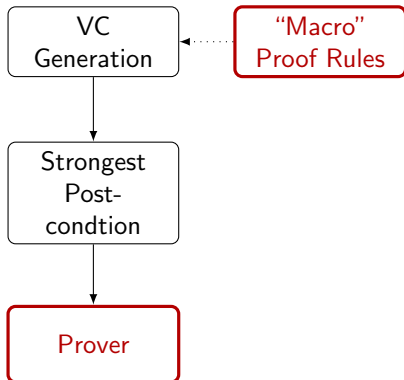 VC
Generation
“Macro”
Proof Rules
Strongest
Post-
condtion
Prover